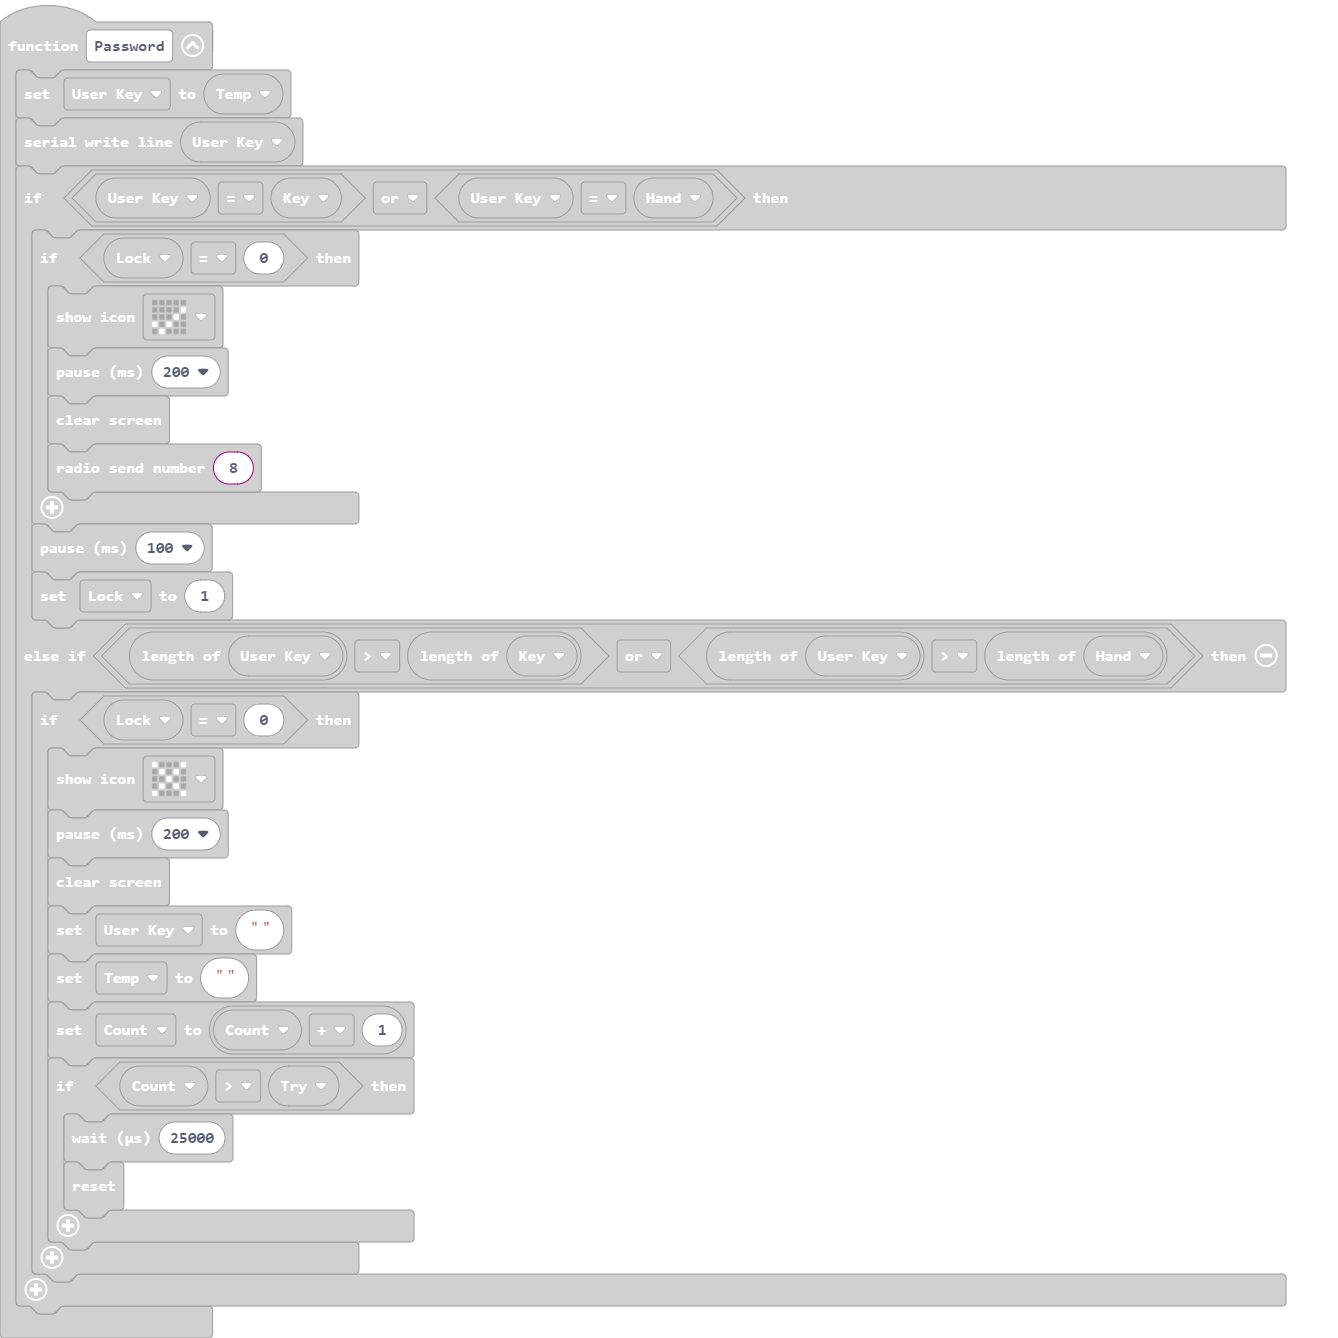 function Password
set User Key to Temp
serial write line User Key
if User Key = Key or User Key = Hand then
if Lock = 0 then
show icon
pause (ms) 200
clear screen
radio send number 8
pause (ms) 100
set Lock to 1
else if length of User Key > length of Key or length of User Key > length of Hand then
if Lock = 0 then
show icon
pause (ms) 200
clear screen
set User Key to " "
set Temp to " "
set Count to Count + 1
if Count > Try then
wait (µs) 25000
reset